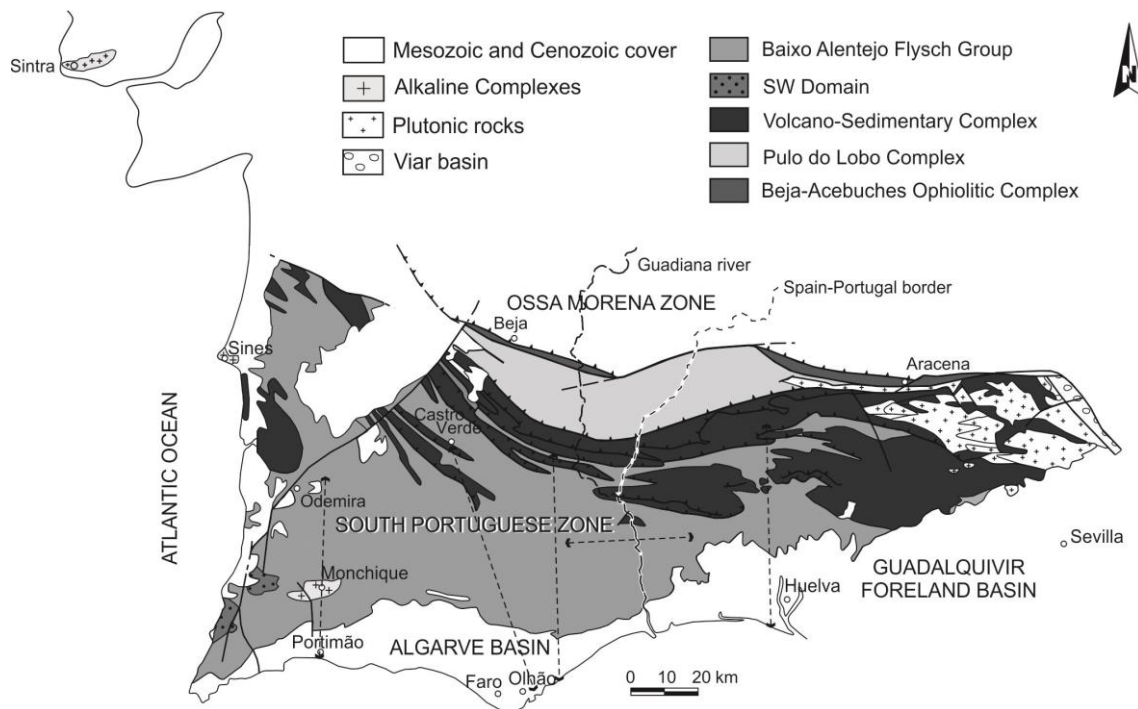 Sintra
Mesozoic and Cenozoic cover
Alkaline Complexes
Plutonic rocks
Viar basin
Baixo Alentejo Flysch Group
SW Domain
Volcano-Sedimentary Complex
Pulo do Lobo Complex
Beja-Acebuches Ophiolitic Complex
N
Guadiana river
Spain-Portugal border
OSSA MORENA ZONE
Beja
Sines
Aracena
ATLANTIC OCEAN
Castro
Verde
Odemira
SOUTH PORTUGUESE ZONE
Sevilla
Monchique
GUADALQUIVIR
FORELAND BASIN
Huelva
Portimão
ALGARVE BASIN
Faro
Olhão
0 10 20 km